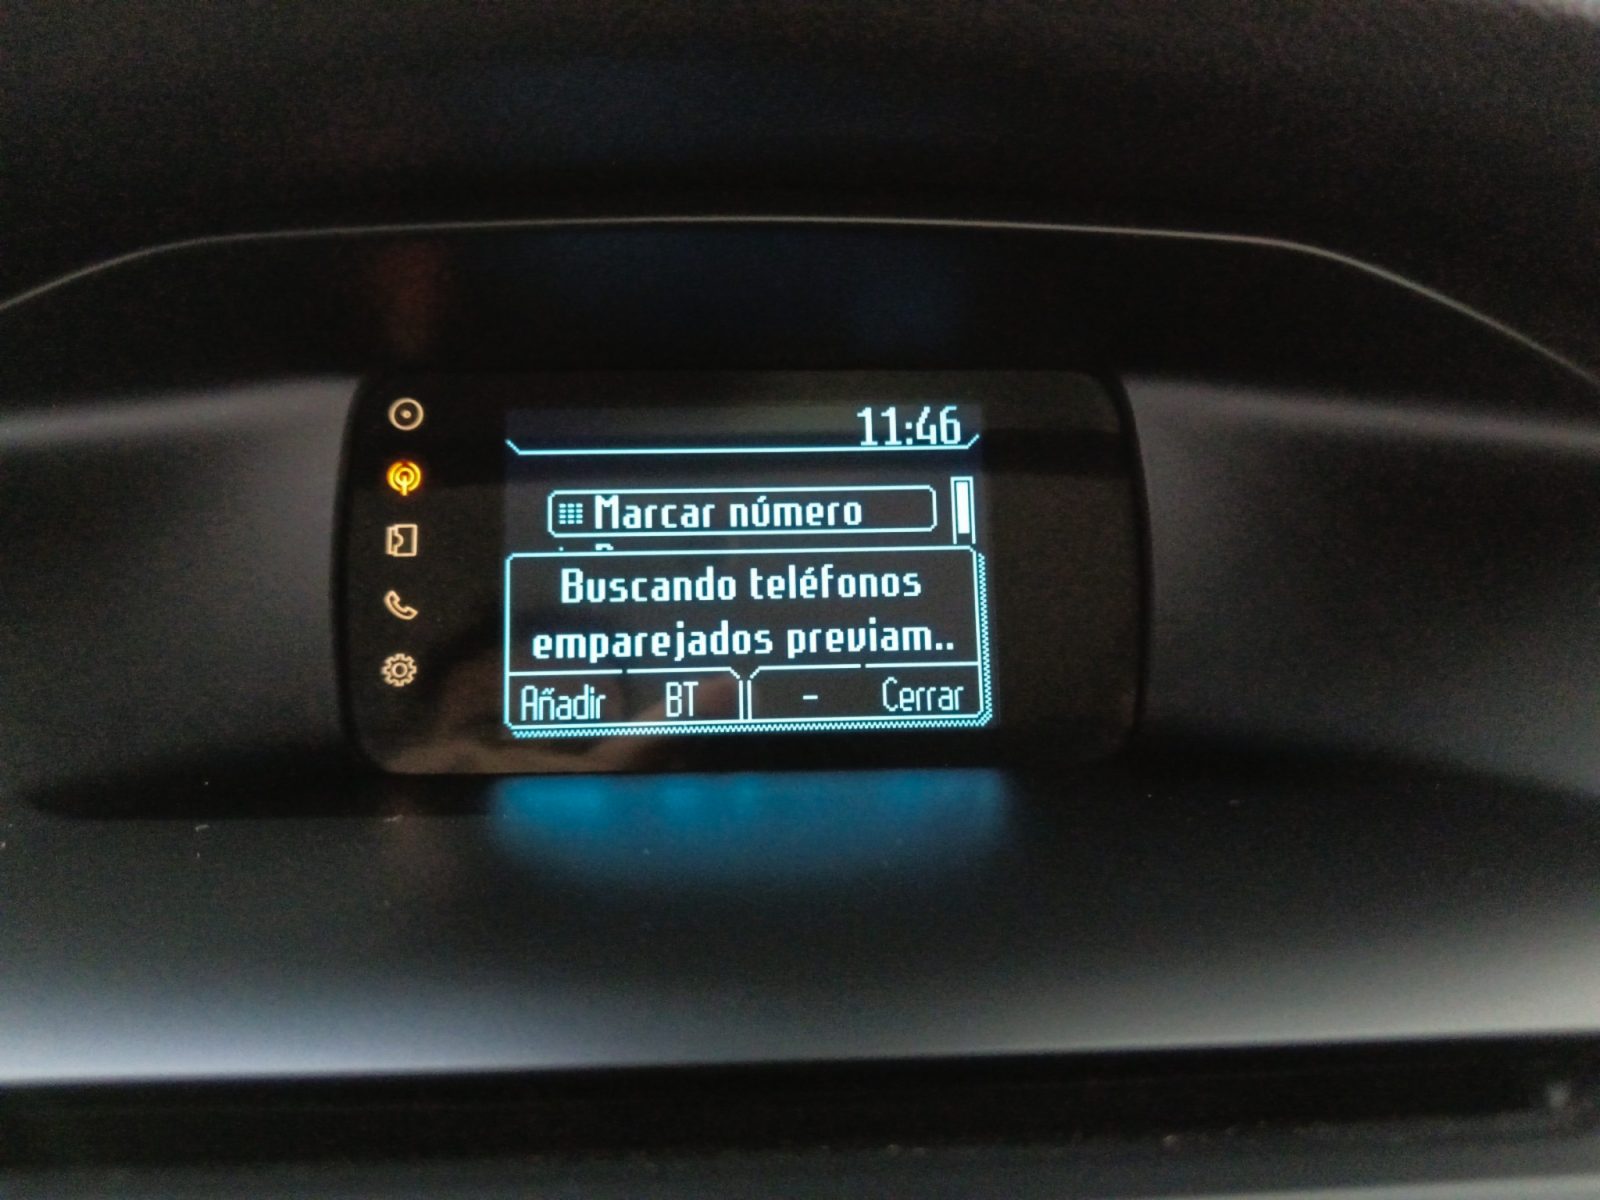 11:46
Marcar número
Buscando teléfonos
emparejados previam..
Añadir BT - Cerrar